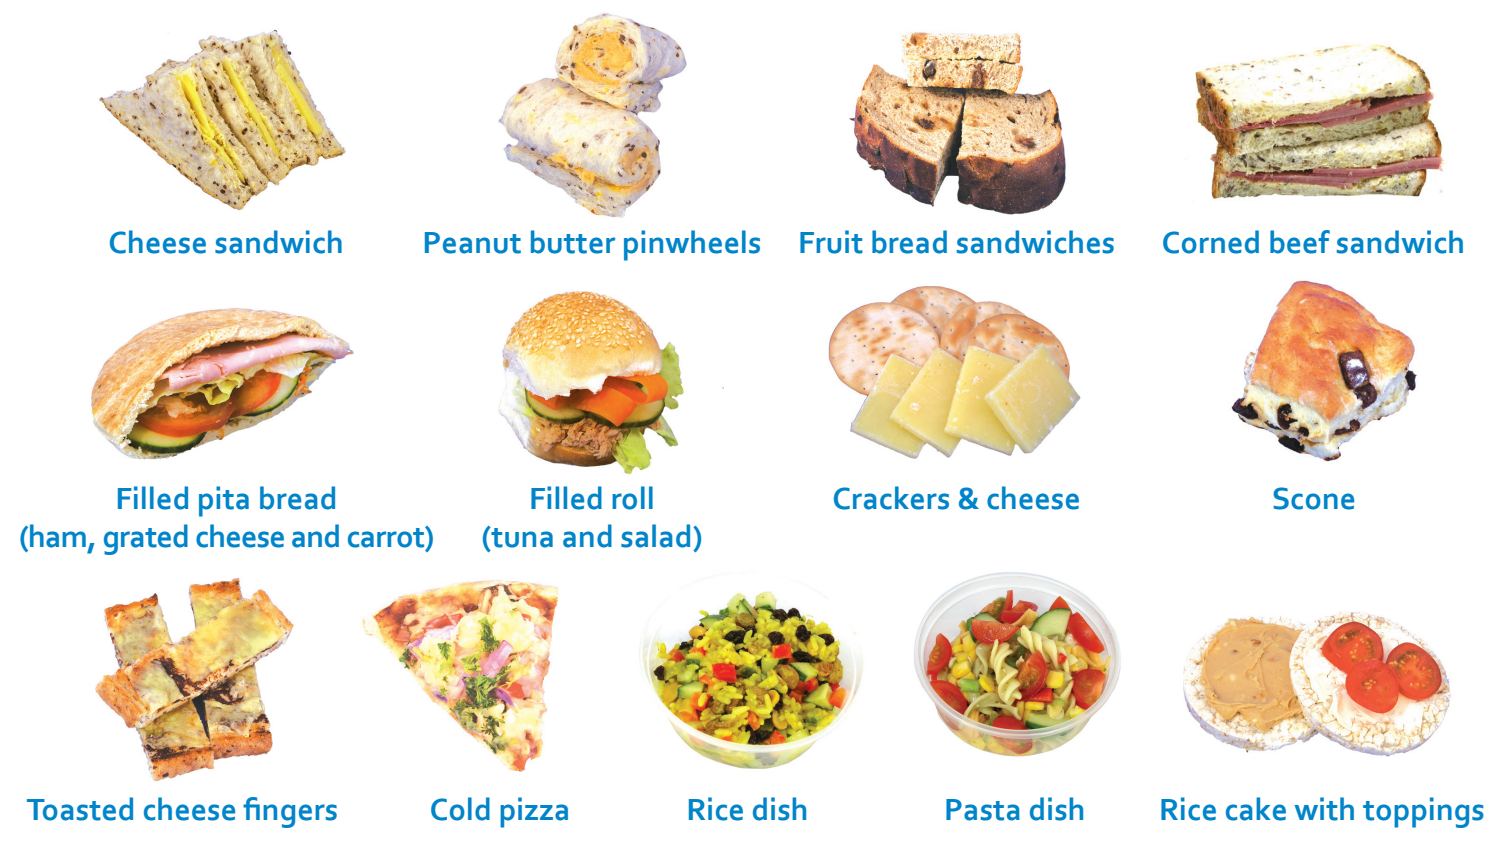 Cheese sandwich
Peanut butter pinwheels
Fruit bread sandwiches
Corned beef sandwich
Filled pita bread
(ham, grated cheese and carrot)
Filled roll
(tuna and salad)
Crackers & cheese
Scone
Toasted cheese fingers
Cold pizza
Rice dish
Pasta dish
Rice cake with toppings